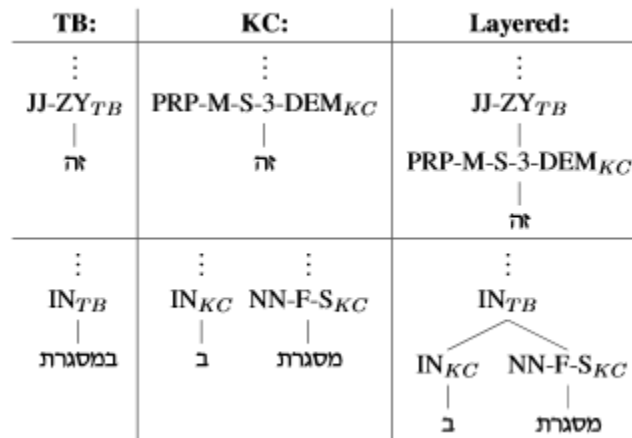 TB: KC: Layered:
⋮ ⋮ ⋮
JJ-ZY_TB PRP-M-S-3-DEM_KC JJ-ZY_TB
זה זה PRP-M-S-3-DEM_KC
זה
⋮ ⋮ ⋮ ⋮
IN_TB IN_KC NN-F-S_KC IN_TB
במסגרת ב מסגרת IN_KC NN-F-S_KC
ב מסגרת